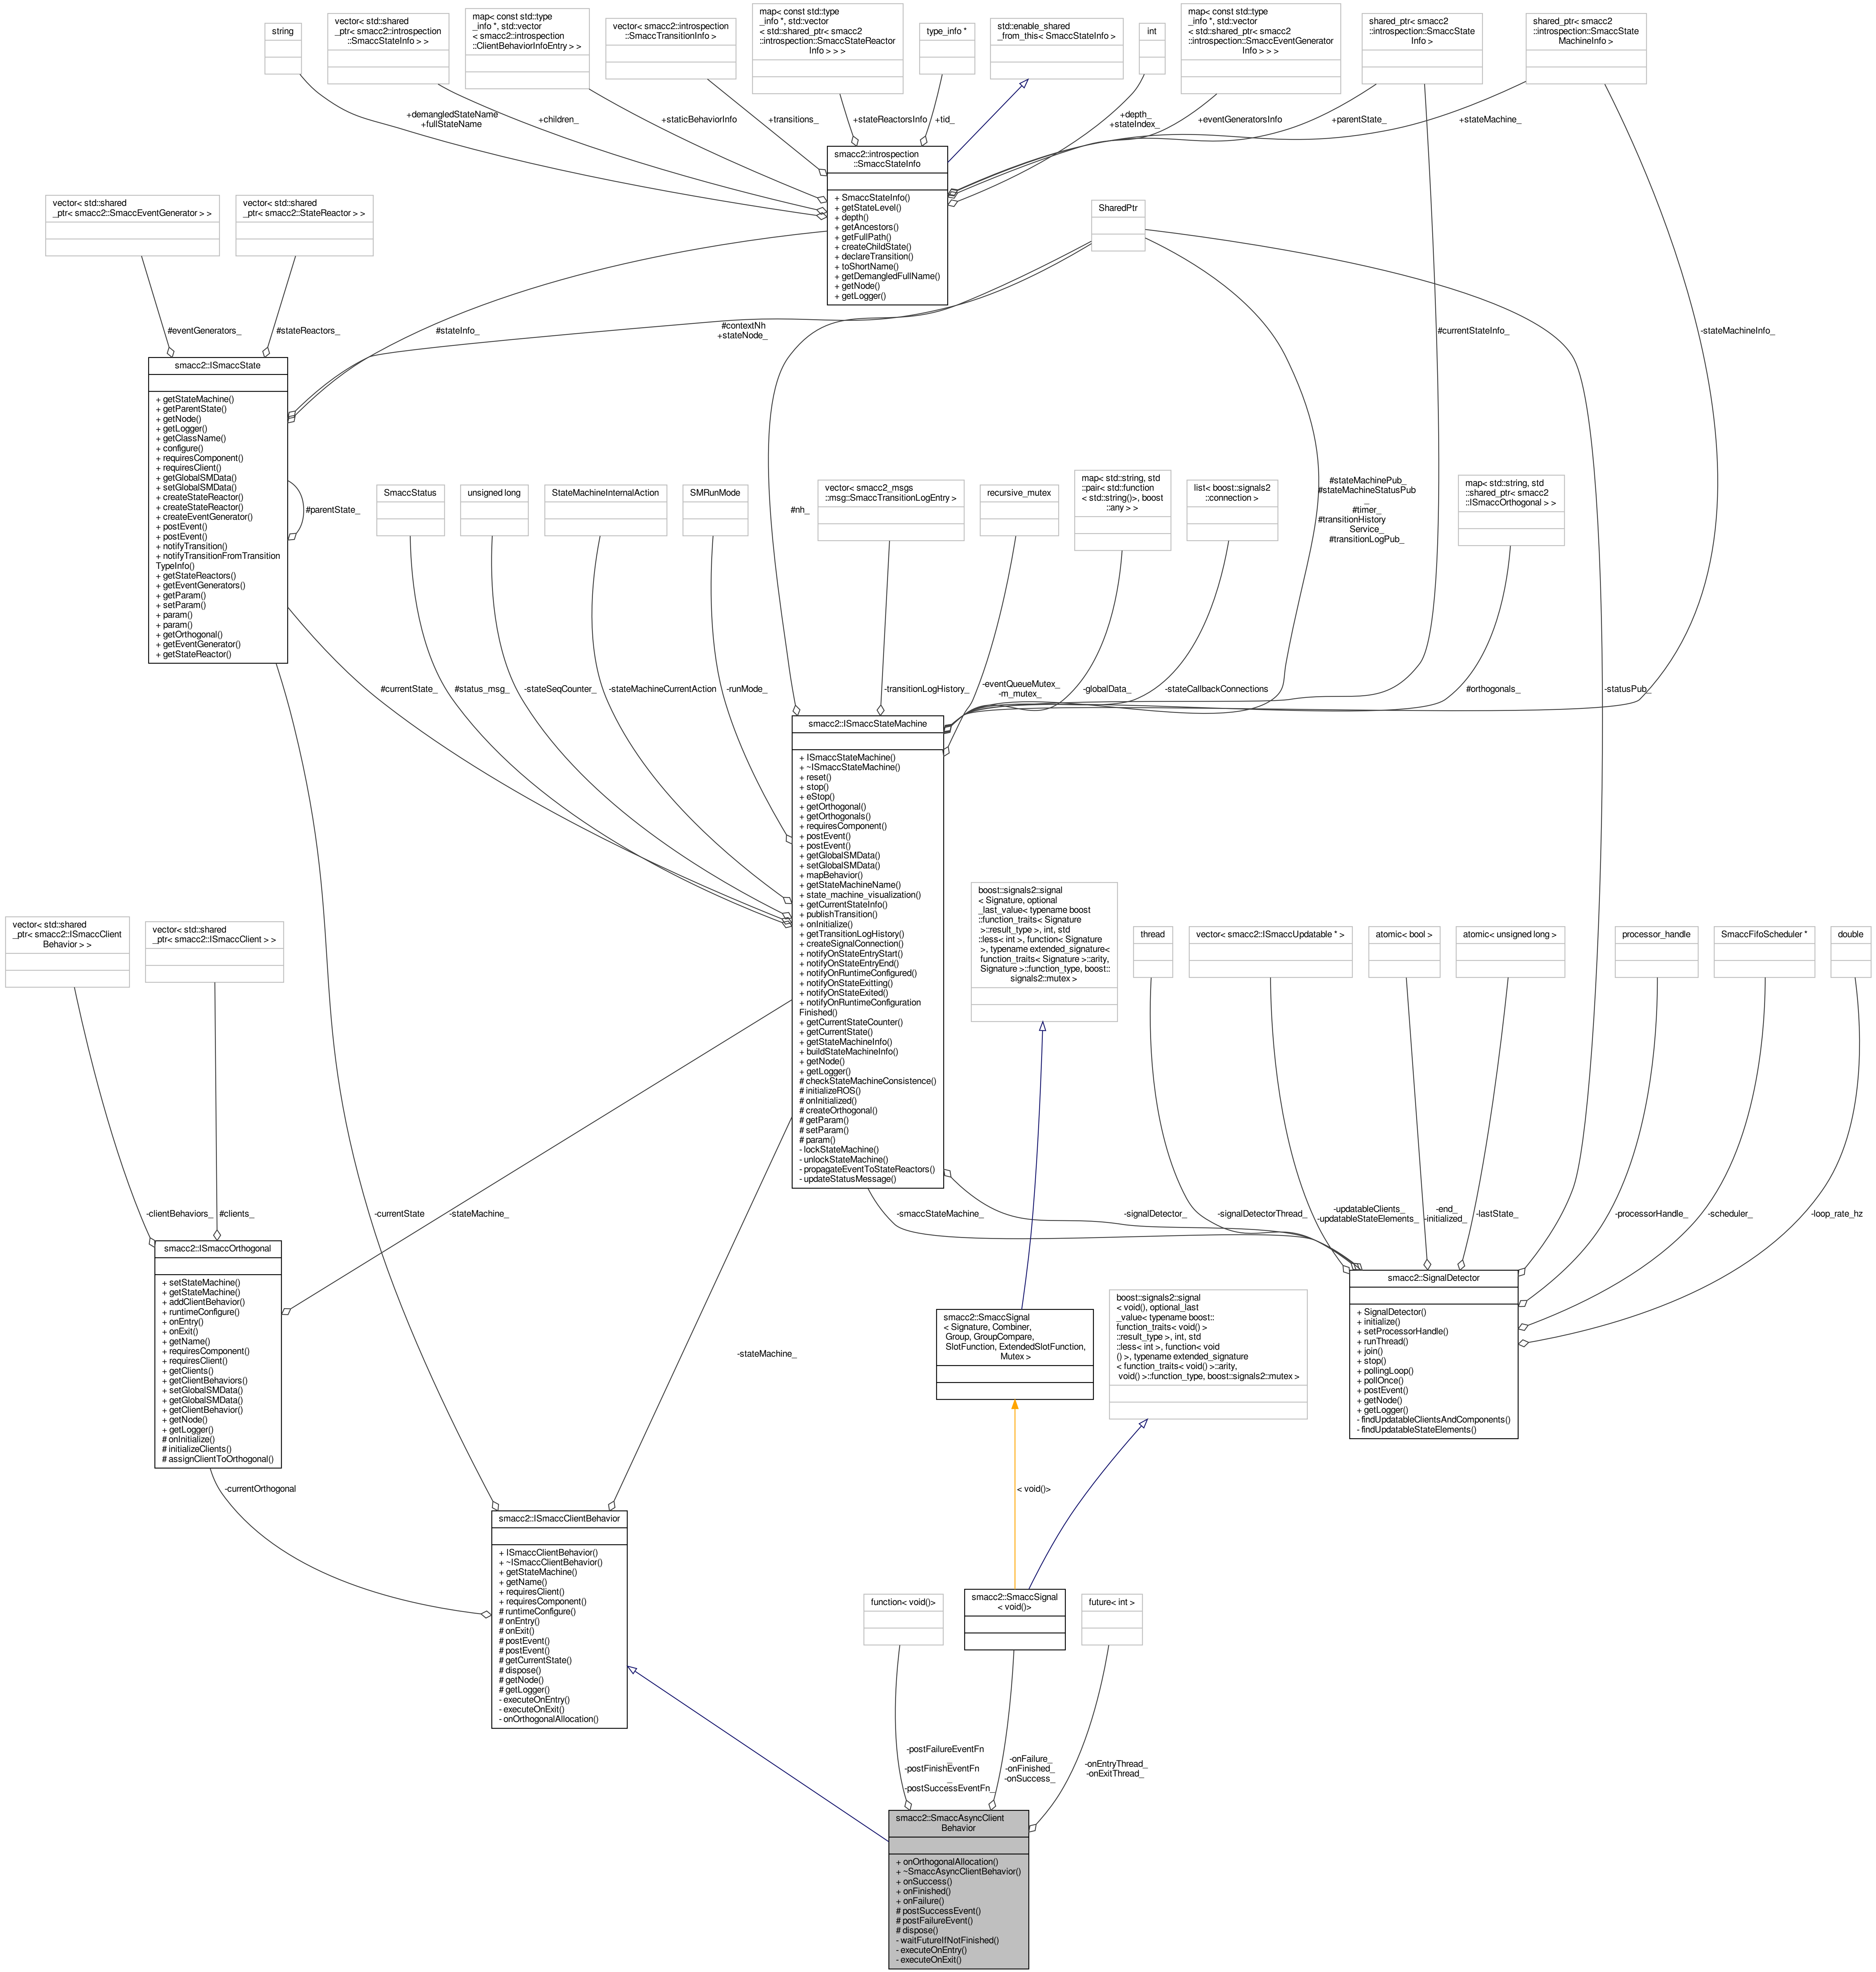 string
vector< std::shared
_ptr< smacc2::introspection
::SmaccStateInfo > >
map< const std::type
_info *, std::vector
< smacc2::introspection
::ClientBehaviorInfoEntry > >
vector< smacc2::introspection
::SmaccTransitionInfo >
map< const std::type
_info *, std::vector
< std::shared_ptr< smacc2
::introspection::SmaccStateReactor
Info > > >
type_info *
std::enable_shared
_from_this< SmaccStateInfo >
int
map< const std::type
_info *, std::vector
< std::shared_ptr< smacc2
::introspection::SmaccEventGenerator
Info > > >
shared_ptr< smacc2
::introspection::SmaccState
Info >
shared_ptr< smacc2
::introspection::SmaccState
MachineInfo >
+demangledStateName
+fullStateName
+children_
+staticBehaviorInfo
+transitions_
+stateReactorsInfo
+tid_
+depth_
+stateIndex_
+eventGeneratorsInfo
+parentState_
+stateMachine_
smacc2::introspection
::SmaccStateInfo
+ SmaccStateInfo()
+ getStateLevel()
+ depth()
+ getAncestors()
+ getFullPath()
+ createChildState()
+ declareTransition()
+ toShortName()
+ getDemangledFullName()
+ getNode()
+ getLogger()
vector< std::shared
_ptr< smacc2::SmaccEventGenerator > >
vector< std::shared
_ptr< smacc2::StateReactor > >
SharedPtr
#eventGenerators_
#stateReactors_
#stateInfo_
#contextNh
+stateNode_
#currentStateInfo_
-stateMachineInfo_
smacc2::ISmaccState
+ getStateMachine()
+ getParentState()
+ getNode()
+ getLogger()
+ getClassName()
+ configure()
+ requiresComponent()
+ requiresClient()
+ getGlobalSMData()
+ setGlobalSMData()
+ createStateReactor()
+ createStateReactor()
+ createEventGenerator()
+ postEvent()
+ postEvent()
+ notifyTransition()
+ notifyTransitionFromTransition
TypeInfo()
+ getStateReactors()
+ getEventGenerators()
+ getParam()
+ setParam()
+ param()
+ param()
+ getOrthogonal()
+ getEventGenerator()
+ getStateReactor()
#parentState_
SmaccStatus
unsigned long
StateMachineInternalAction
SMRunMode
#nh_
vector< smacc2_msgs
::msg::SmaccTransitionLogEntry >
recursive_mutex
map< std::string, std
::pair< std::function
< std::string()>, boost
::any > >
list< boost::signals2
::connection >
#stateMachinePub_
#stateMachineStatusPub
_
#timer_
#transitionHistory
Service_
#transitionLogPub_
map< std::string, std
::shared_ptr< smacc2
::ISmaccOrthogonal > >
#currentState_
#status_msg_
-stateSeqCounter_
-stateMachineCurrentAction
-runMode_
-transitionLogHistory_
-eventQueueMutex_
-m_mutex_
-globalData_
-stateCallbackConnections
#orthogonals_
-statusPub_
smacc2::ISmaccStateMachine
+ ISmaccStateMachine()
+ ~ISmaccStateMachine()
+ reset()
+ stop()
+ eStop()
+ getOrthogonal()
+ getOrthogonals()
+ requiresComponent()
+ postEvent()
+ postEvent()
+ getGlobalSMData()
+ setGlobalSMData()
+ mapBehavior()
+ getStateMachineName()
+ state_machine_visualization()
+ getCurrentStateInfo()
+ publishTransition()
+ onInitialize()
+ getTransitionLogHistory()
+ createSignalConnection()
+ notifyOnStateEntryStart()
+ notifyOnStateEntryEnd()
+ notifyOnRuntimeConfigured()
+ notifyOnStateExitting()
+ notifyOnStateExited()
+ notifyOnRuntimeConfiguration
Finished()
+ getCurrentStateCounter()
+ getCurrentState()
+ getStateMachineInfo()
+ buildStateMachineInfo()
+ getNode()
+ getLogger()
# checkStateMachineConsistence()
# initializeROS()
# onInitialized()
# createOrthogonal()
# getParam()
# setParam()
# param()
- lockStateMachine()
- unlockStateMachine()
- propagateEventToStateReactors()
- updateStatusMessage()
vector< std::shared
_ptr< smacc2::ISmaccClient
Behavior > >
vector< std::shared
_ptr< smacc2::ISmaccClient > >
boost::signals2::signal
< Signature, optional
_last_value< typename boost
::function_traits< Signature
>::result_type >, int, std
::less< int >, function< Signature
>, typename extended_signature<
function_traits< Signature >::arity,
Signature >::function_type, boost::
signals2::mutex >
thread
vector< smacc2::ISmaccUpdatable * >
atomic< bool >
atomic< unsigned long >
processor_handle
SmaccFifoScheduler *
double
-clientBehaviors_
#clients_
-currentState
-stateMachine_
-smaccStateMachine_
-signalDetector_
-signalDetectorThread_
-updatableClients_
-updatableStateElements_
-end_
-initialized_
-lastState_
-processorHandle_
-scheduler_
-loop_rate_hz
smacc2::ISmaccOrthogonal
+ setStateMachine()
+ getStateMachine()
+ addClientBehavior()
+ runtimeConfigure()
+ onEntry()
+ onExit()
+ getName()
+ requiresComponent()
+ requiresClient()
+ getClients()
+ getClientBehaviors()
+ setGlobalSMData()
+ getGlobalSMData()
+ getClientBehavior()
+ getNode()
+ getLogger()
# onInitialize()
# initializeClients()
# assignClientToOrthogonal()
smacc2::SignalDetector
+ SignalDetector()
+ initialize()
+ setProcessorHandle()
+ runThread()
+ join()
+ stop()
+ pollingLoop()
+ pollOnce()
+ postEvent()
+ getNode()
+ getLogger()
- findUpdatableClientsAndComponents()
- findUpdatableStateElements()
-stateMachine_
smacc2::SmaccSignal
< Signature, Combiner,
Group, GroupCompare,
SlotFunction, ExtendedSlotFunction,
Mutex >
boost::signals2::signal
< void(), optional_last
_value< typename boost::
function_traits< void() >
::result_type >, int, std
::less< int >, function< void
() >, typename extended_signature
< function_traits< void() >::arity,
void() >::function_type, boost::signals2::mutex >
-currentOrthogonal
< void()>
smacc2::ISmaccClientBehavior
+ ISmaccClientBehavior()
+ ~ISmaccClientBehavior()
+ getStateMachine()
+ getName()
+ requiresClient()
+ requiresComponent()
# runtimeConfigure()
# onEntry()
# onExit()
# postEvent()
# postEvent()
# getCurrentState()
# dispose()
# getNode()
# getLogger()
- executeOnEntry()
- executeOnExit()
- onOrthogonalAllocation()
function< void()>
smacc2::SmaccSignal
< void()>
future< int >
-postFailureEventFn
_
-postFinishEventFn
_
-postSuccessEventFn_
-onFailure_
-onFinished_
-onSuccess_
-onEntryThread_
-onExitThread_
smacc2::SmaccAsyncClient
Behavior
+ onOrthogonalAllocation()
+ ~SmaccAsyncClientBehavior()
+ onSuccess()
+ onFinished()
+ onFailure()
# postSuccessEvent()
# postFailureEvent()
# dispose()
- waitFutureIfNotFinished()
- executeOnEntry()
- executeOnExit()